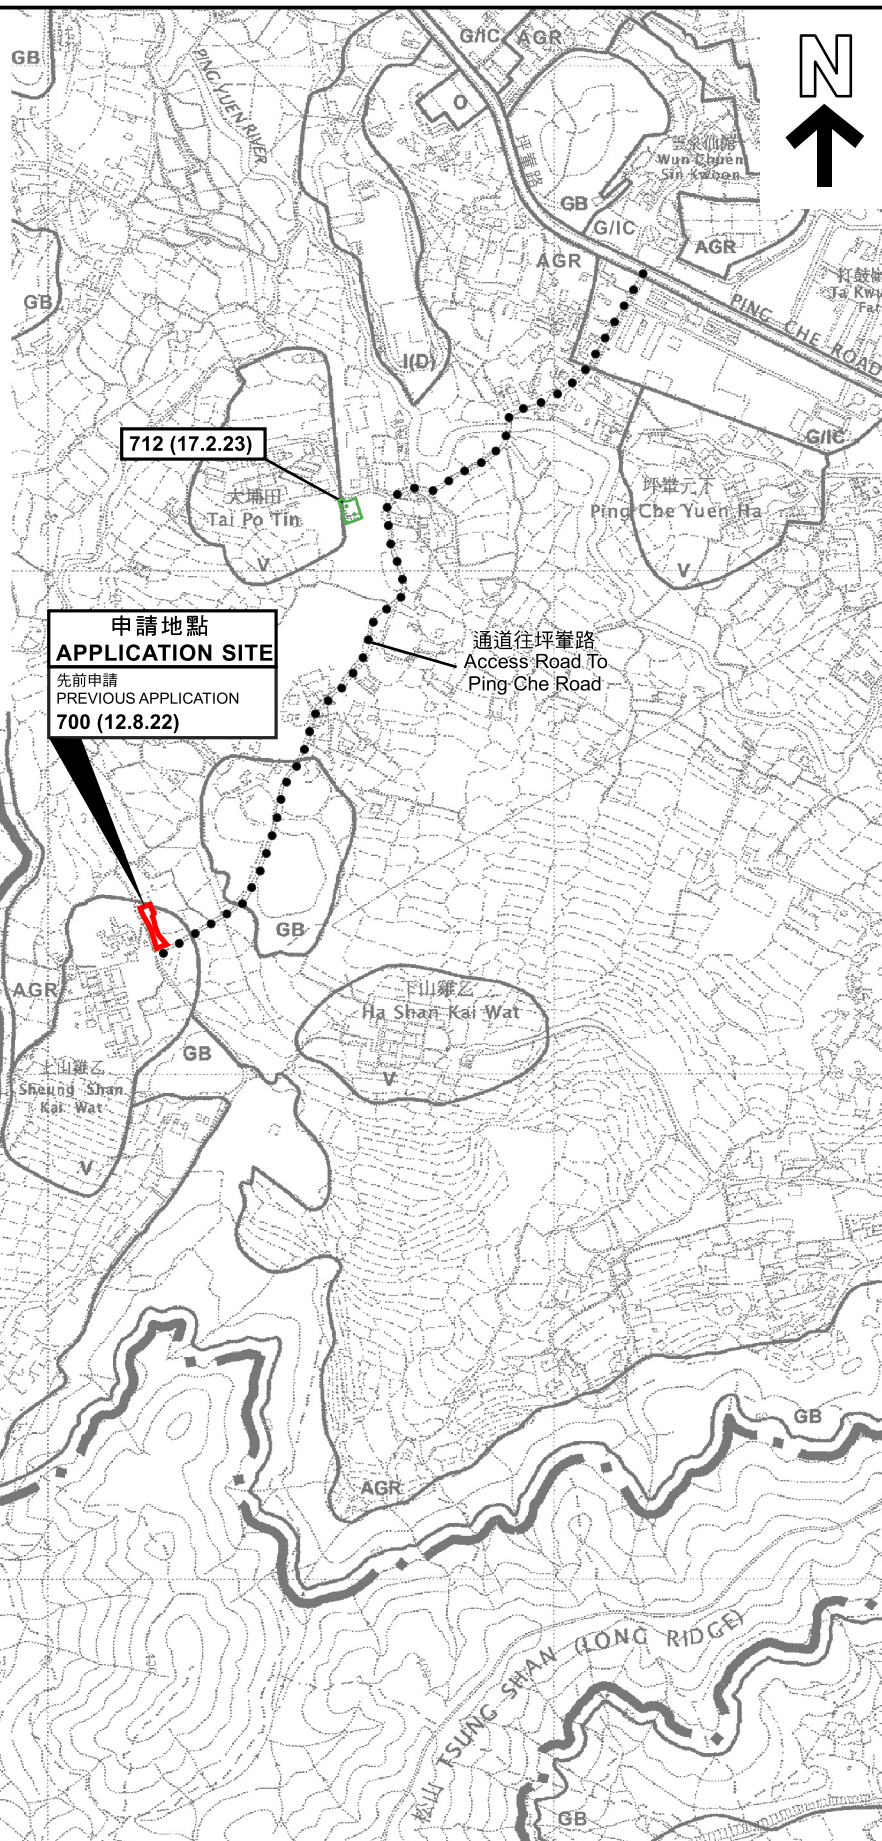 N
GB
PING YUEN RIVER
G/IC
AGR
O
坪輋路
雲泉仙館
Wun Chuen
Sin Kwoon
GB
G/IC
AGR
AGR
GB
PING CHE ROAD
I(D)
G/IC
712 (17.2.23)
大埔田
Tai Po Tin
V
坪輋元下
Ping Che Yuen Ha
V
申請地點
APPLICATION SITE
先前申請
PREVIOUS APPLICATION
700 (12.8.22)
通道往坪輋路
Access Road To
Ping Che Road
GB
AGR
下山雞乙
Ha Shan Kai Wat
V
GB
上山雞乙
Sheung Shan
Kai Wat
V
GB
AGR
TSUNG SHAN (LONG RIDGE)
GB